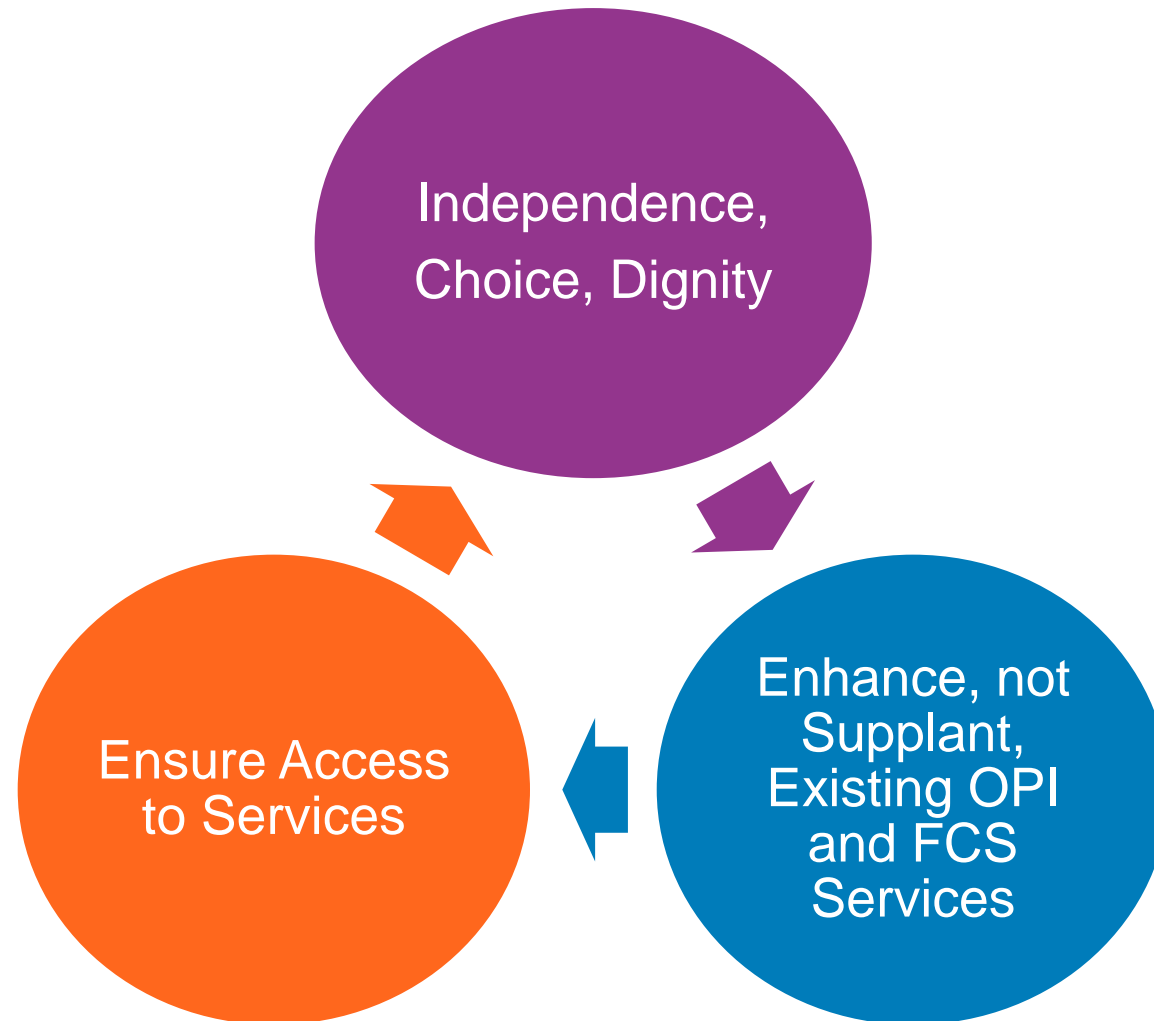 Independence,
Choice, Dignity
Enhance, not
Supplant,
Existing OPI
and FCS
Services
Ensure Access
to Services